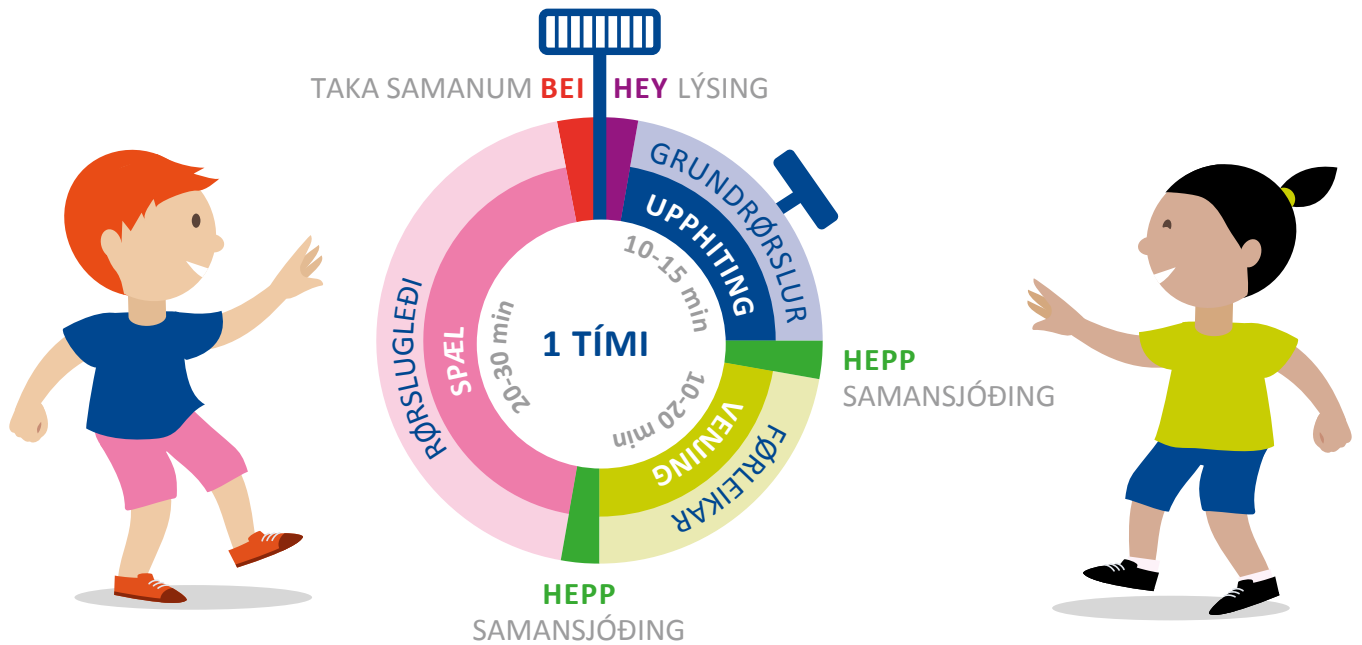 TAKA SAMANUM BEI
HEY LÝSING
GRUNDRØRSLUR
UPPHITING
10-15 min
HEPP
SAMANSJÓÐING
FØRLEIKAR
VENJING
10-20 min
HEPP
SAMANSJÓÐING
RØRSLUGLEÐI
SPÆL
20-30 min
1 TÍMI